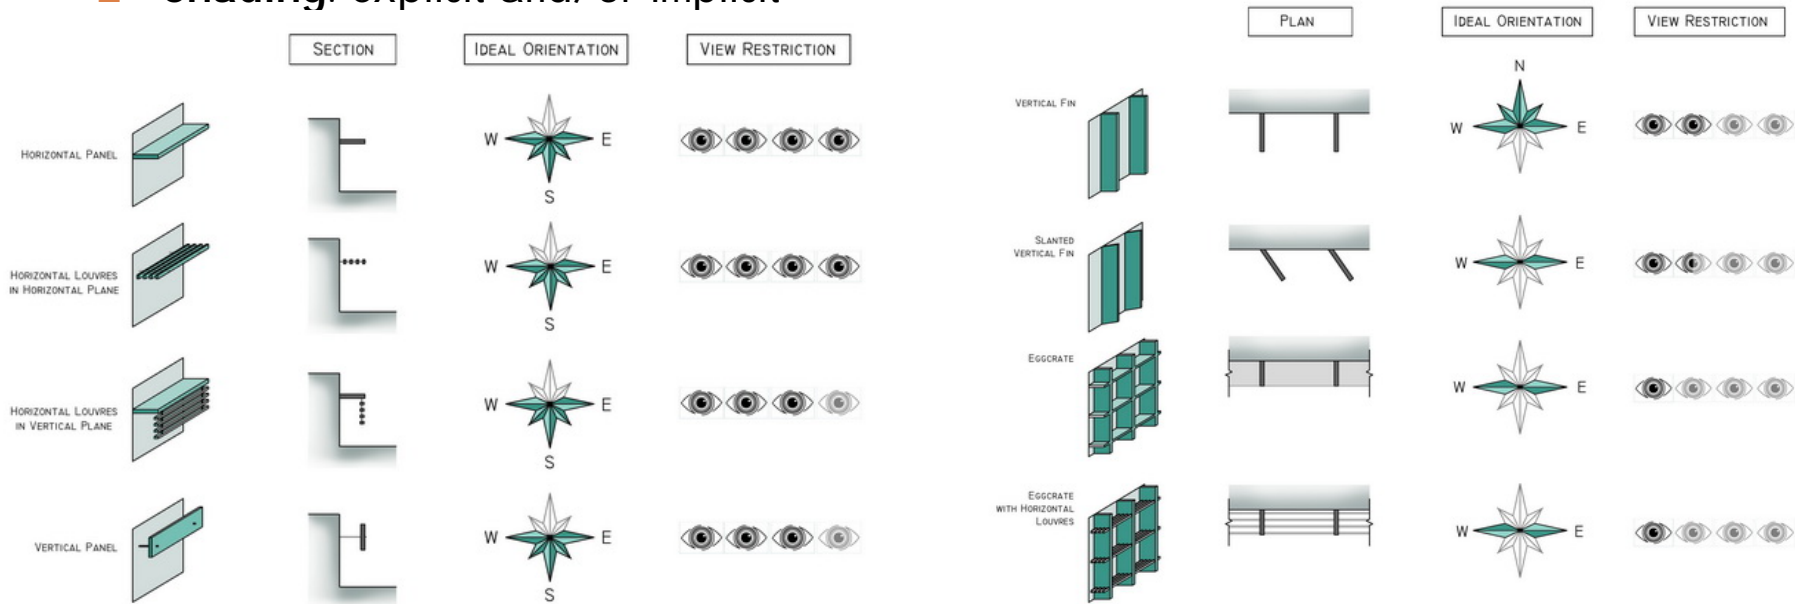 shading: explicit and/or implicit
SECTION
IDEAL ORIENTATION
VIEW RESTRICTION
HORIZONTAL PANEL
W
E
S
HORIZONTAL LOUVRES
IN HORIZONTAL PLANE
W
E
S
HORIZONTAL LOUVRES
IN VERTICAL PLANE
W
E
S
VERTICAL PANEL
W
E
S
PLAN
IDEAL ORIENTATION
VIEW RESTRICTION
VERTICAL FIN
N
W
E
SLANTED
VERTICAL FIN
W
E
EGGCRATE
W
E
EGGCRATE
WITH HORIZONTAL
LOUVRES
W
E